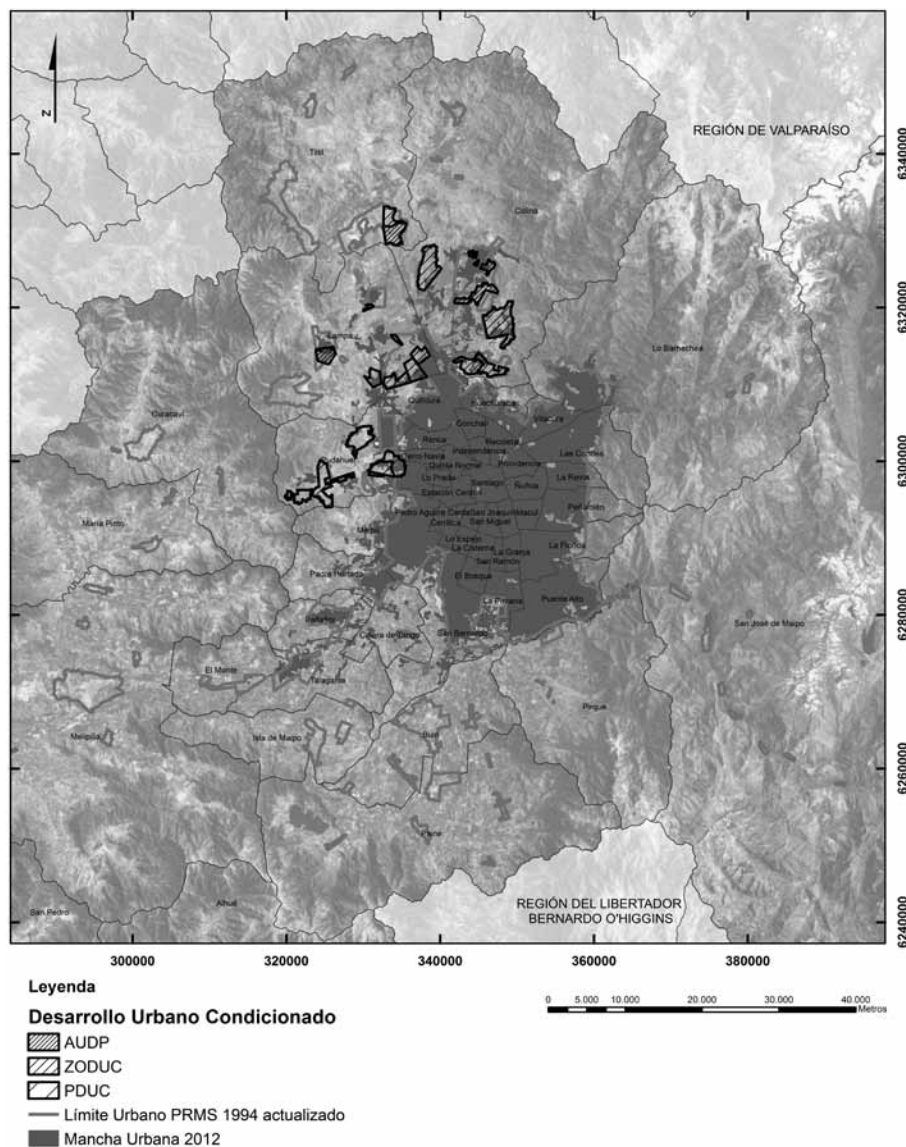 N
REGIÓN DE VALPARAÍSO
Tiltil
Colina
Lampa
Lo Barnechea
Curacaví
Quilicura
Huechuraba
Vitacura
Conchalí
Renca
Recoleta
Independencia
Las Condes
Cerro Navia
Pudahuel
Quinta Normal
Providencia
Lo Prado
Santiago
La Reina
Ñuñoa
Estación Central
Peñalolén
María Pinto
Pedro Aguirre Cerda
San Joaquín
Macul
Cerrillos
San Miguel
Maipú
Lo Espejo
La Cisterna
La Granja
La Florida
San Ramón
Padre Hurtado
El Bosque
La Pintana
Puente Alto
Peñaflor
San José de Maipo
Calera de Tango
San Bernardo
El Monte
Talagante
Pirque
Melipilla
Isla de Maipo
Buin
Paine
San Pedro
Alhué
REGIÓN DEL LIBERTADOR
BERNARDO O'HIGGINS
6340000
6320000
6300000
6280000
6260000
6240000
300000 320000 340000 360000 380000
Leyenda
Desarrollo Urbano Condicionado
AUDP
ZODUC
PDUC
Límite Urbano PRMS 1994 actualizado
Mancha Urbana 2012
0 5.000 10.000 20.000 30.000 40.000
Metros